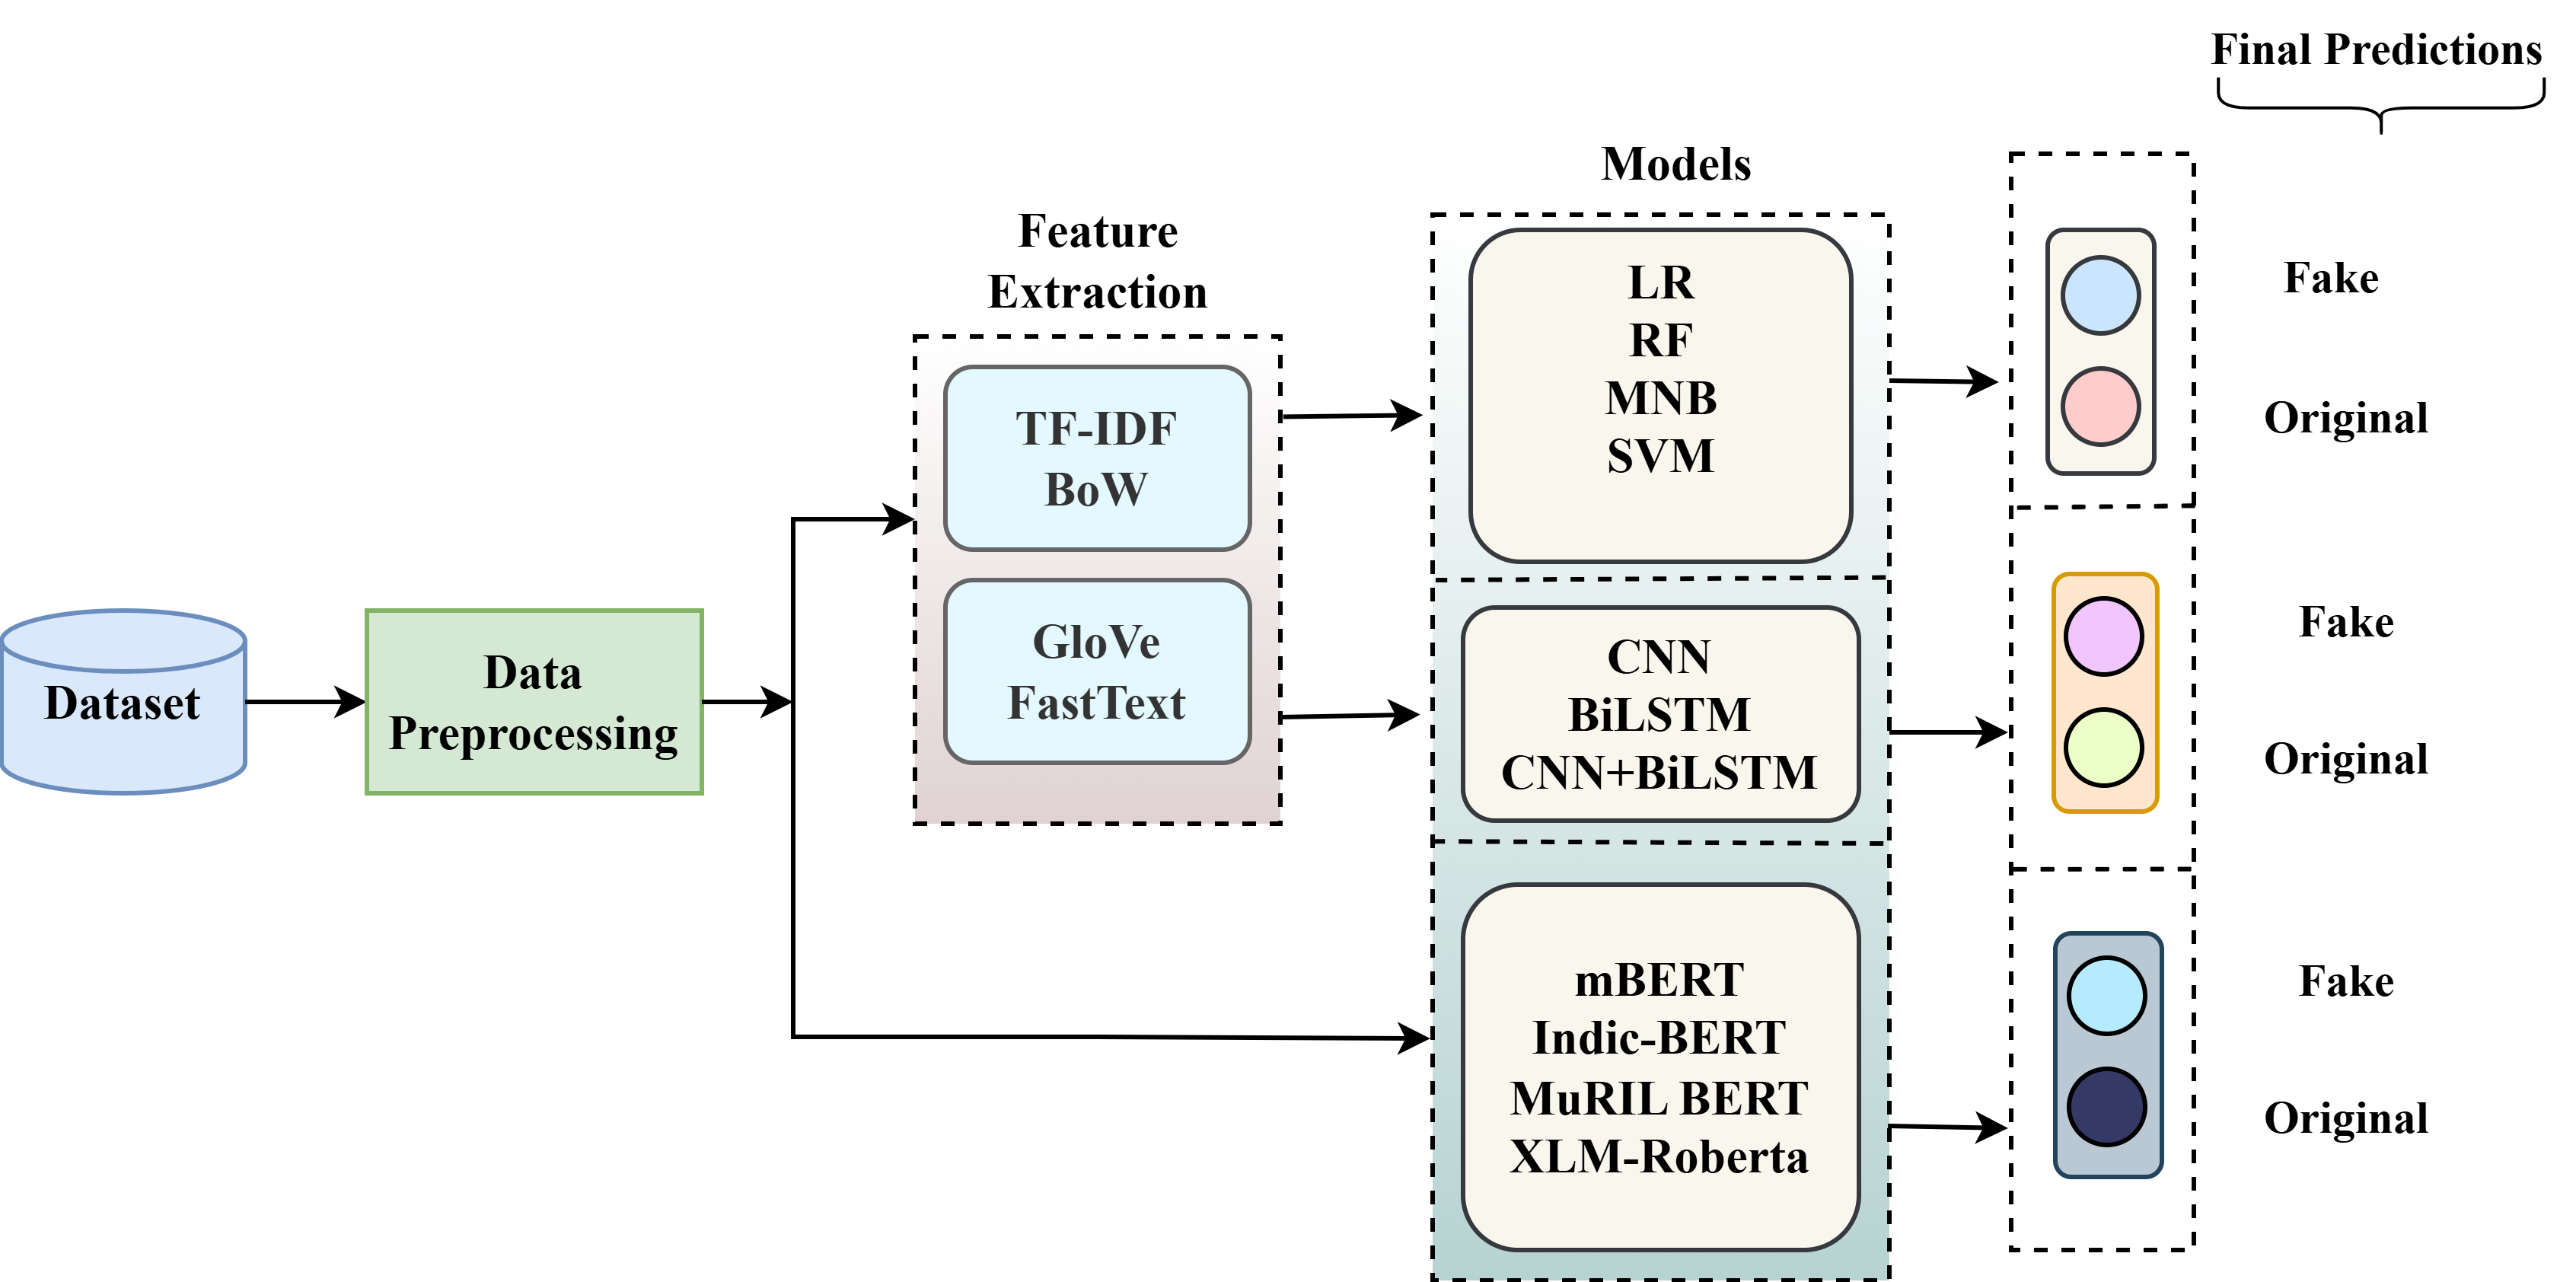 Final Predictions
Models
Feature
Extraction
TF-IDF
BoW
GloVe
FastText
Dataset
Data
Preprocessing
LR
RF
MNB
SVM
CNN
BiLSTM
CNN+BiLSTM
mBERT
Indic-BERT
MuRIL BERT
XLM-Roberta
Fake
Original
Fake
Original
Fake
Original